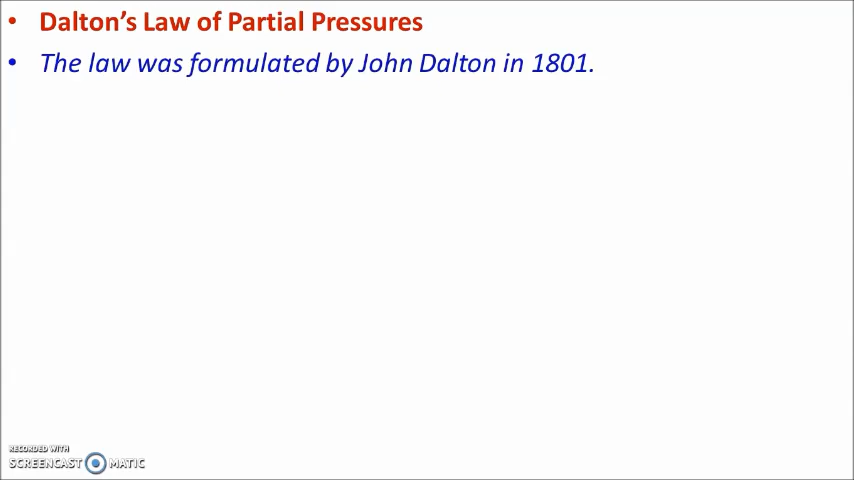 • Dalton’s Law of Partial Pressures
• The law was formulated by John Dalton in 1801.
RECORDED WITH
SCREENCAST MATIC